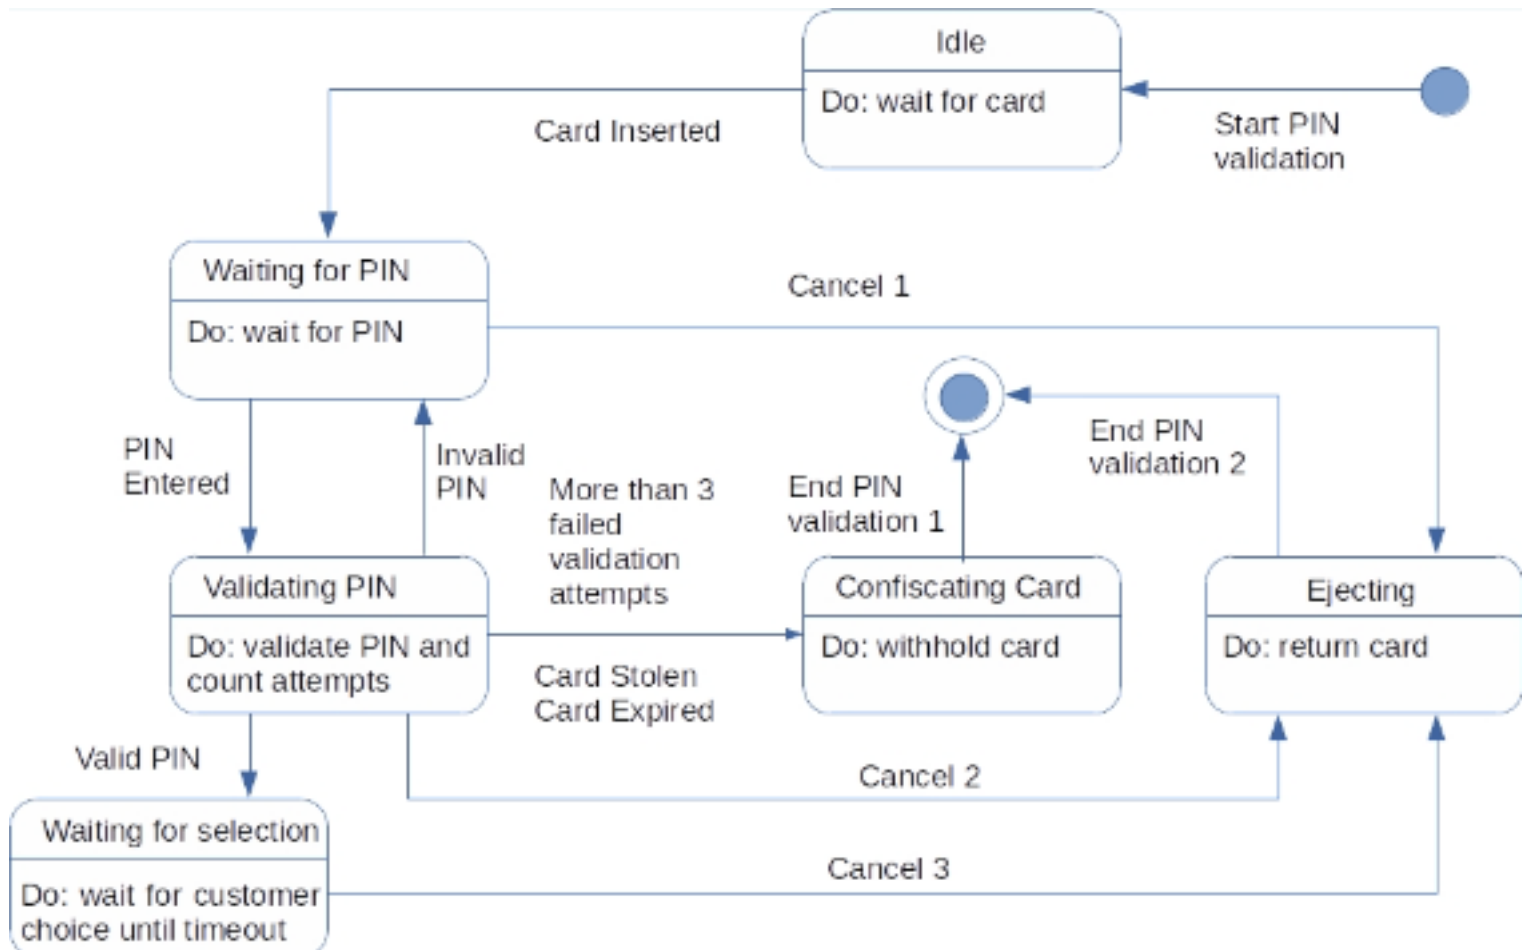 Idle
Do: wait for card
Card Inserted
Start PIN
validation
Waiting for PIN
Do: wait for PIN
Cancel 1
PIN
Entered
Invalid
PIN
More than 3
failed
validation
attempts
End PIN
validation 1
End PIN
validation 2
Validating PIN
Do: validate PIN and
count attempts
Confiscating Card
Do: withhold card
Ejecting
Do: return card
Card Stolen
Card Expired
Valid PIN
Cancel 2
Waiting for selection
Do: wait for customer
choice until timeout
Cancel 3